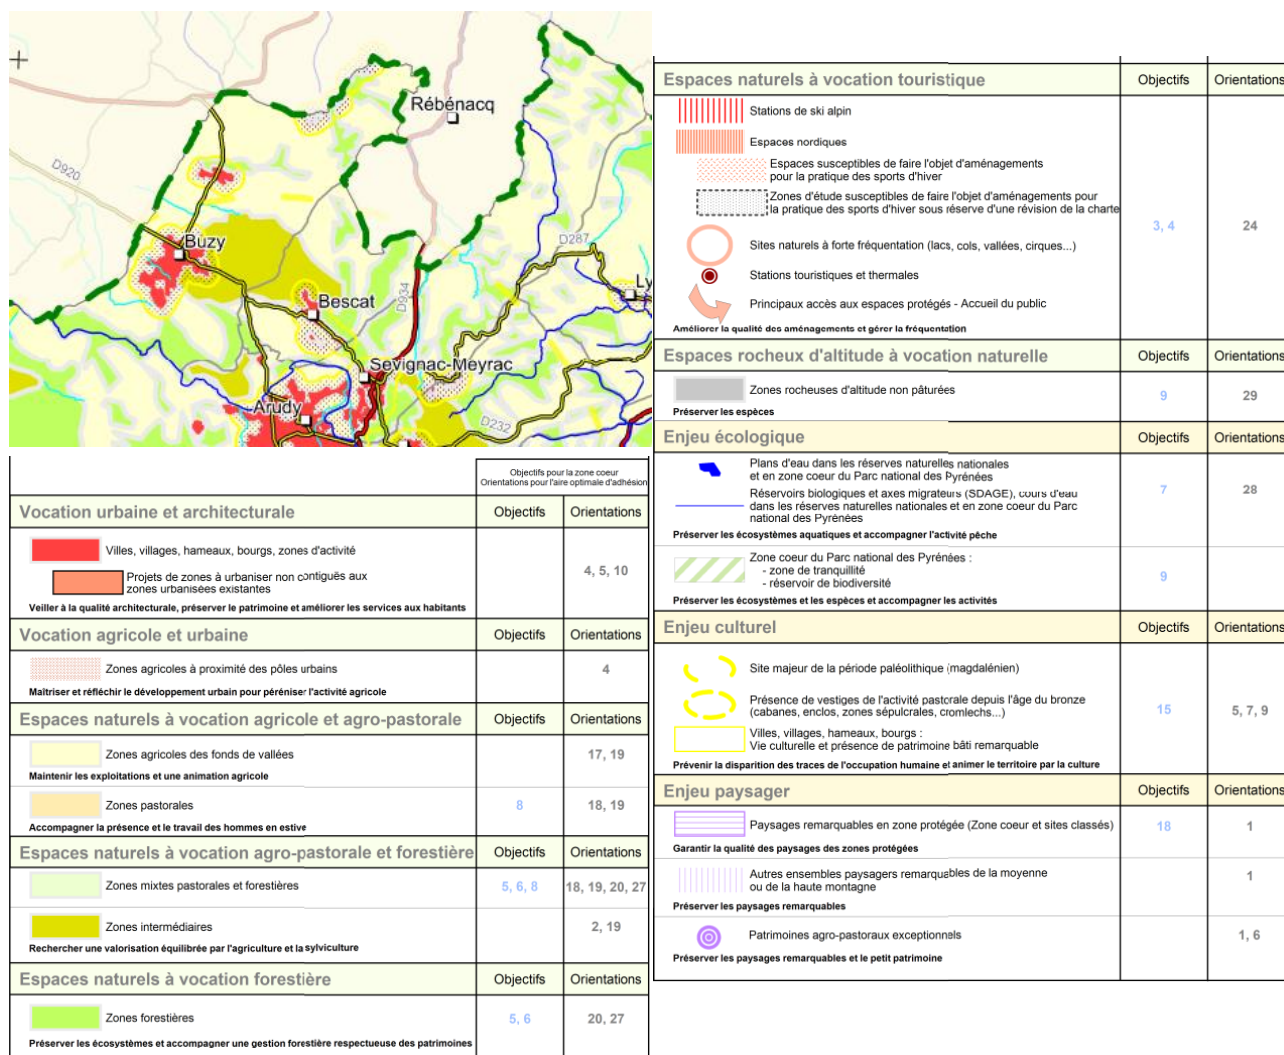 Rébénacq
D920
Buzy
D287
Bescat
D934
Ly
Sevignac-Meyrac
Arudy
D232
Objectifs pour la zone coeur
Orientations pour l'aire optimale d'adhésion
Vocation urbaine et architecturale Objectifs Orientations
Villes, villages, hameaux, bourgs, zones d'activité
4, 5, 10
Projets de zones à urbaniser non contiguës aux
zones urbanisées existantes
Veiller à la qualité architecturale, préserver le patrimoine et améliorer les services aux habitants
Vocation agricole et urbaine Objectifs Orientations
Zones agricoles à proximité des pôles urbains 4
Maîtriser et réfléchir le développement urbain pour péréniser l'activité agricole
Espaces naturels à vocation agricole et agro-pastorale Objectifs Orientations
Zones agricoles des fonds de vallées 17, 19
Maintenir les exploitations et une animation agricole
Zones pastorales 8 18, 19
Accompagner la présence et le travail des hommes en estive
Espaces naturels à vocation agro-pastorale et forestière Objectifs Orientations
Zones mixtes pastorales et forestières 5, 6, 8 18, 19, 20, 27
Zones intermédiaires 2, 19
Rechercher une valorisation équilibrée par l'agriculture et la sylviculture
Espaces naturels à vocation forestière Objectifs Orientations
Zones forestières 5, 6 20, 27
Préserver les écosystèmes et accompagner une gestion forestière respectueuse des patrimoines
Espaces naturels à vocation touristique Objectifs Orientations
Stations de ski alpin
Espaces nordiques
Espaces susceptibles de faire l'objet d'aménagements
pour la pratique des sports d'hiver
Zones d'étude susceptibles de faire l'objet d'aménagements pour
la pratique des sports d'hiver sous réserve d'une révision de la charte
3, 4 24
Sites naturels à forte fréquentation (lacs, cols, vallées, cirques...)
Stations touristiques et thermales
Principaux accès aux espaces protégés - Accueil du public
Améliorer la qualité des aménagements et gérer la fréquentation
Espaces rocheux d'altitude à vocation naturelle Objectifs Orientations
Zones rocheuses d'altitude non pâturées 9 29
Préserver les espèces
Enjeu écologique Objectifs Orientations
Plans d'eau dans les réserves naturelles nationales
et en zone coeur du Parc national des Pyrénées
7 28
Réservoirs biologiques et axes migrateurs (SDAGE), cours d'eau
dans les réserves naturelles nationales et en zone coeur du Parc
national des Pyrénées
Préserver les écosystèmes aquatiques et accompagner l'activité pêche
Zone coeur du Parc national des Pyrénées :
- zone de tranquillité
- réservoir de biodiversité
9
Préserver les écosystèmes et les espèces et accompagner les activités
Enjeu culturel Objectifs Orientations
Site majeur de la période paléolithique (magdalénien)
Présence de vestiges de l'activité pastorale depuis l'âge du bronze
(cabanes, enclos, zones sépulcrales, cromlechs...)
15 5, 7, 9
Villes, villages, hameaux, bourgs :
Vie culturelle et présence de patrimoine bâti remarquable
Prévenir la disparition des traces de l'occupation humaine et animer le territoire par la culture
Enjeu paysager Objectifs Orientations
Paysages remarquables en zone protégée (Zone coeur et sites classés) 18 1
Garantir la qualité des paysages des zones protégées
Autres ensembles paysagers remarquables de la moyenne
ou de la haute montagne
1
Préserver les paysages remarquables
Patrimoines agro-pastoraux exceptionnels 1, 6
Préserver les paysages remarquables et le petit patrimoine